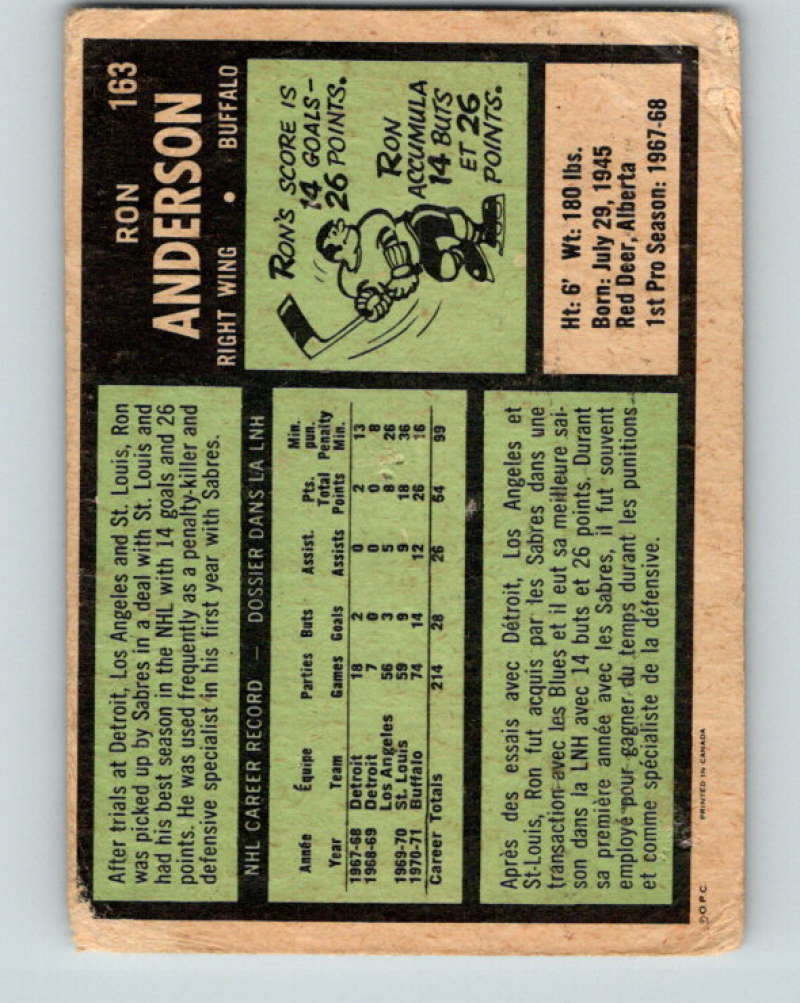 RON 163
ANDERSON
RIGHT WING • BUFFALO
After trials at Detroit, Los Angeles and St. Louis, Ron
was picked up by Sabres in a deal with St. Louis and
had his best season in the NHL with 14 goals and 26
points. He was used frequently as a penalty-killer and
defensive specialist in his first year with Sabres.
RON'S SCORE IS
14 GOALS–
26 POINTS.
RON
ACCUMULA
14 BUTS
ET 26
POINTS.
NHL CAREER RECORD — DOSSIER DANS LA LNH
Année Équipe Parties Buts Assist. Pts. Total Min. pun.
Year Team Games Goals Assists Points Penalty Min.
1967-68 Detroit 18 2 0 2 13
1968-69 Detroit 7 0 0 0 8
Los Angeles 56 3 5 8 26
1969-70 St. Louis 59 9 9 18 36
1970-71 Buffalo 74 14 12 26 16
Career Totals 214 28 26 54 99
Ht: 6' Wt: 180 lbs.
Born: July 29, 1945
Red Deer, Alberta
1st Pro Season: 1967-68
Après des essais avec Détroit, Los Angeles et
St-Louis, Ron fut acquis par les Sabres dans une
transaction avec les Blues et il eut sa meilleure sai-
son dans la LNH avec 14 buts et 26 points. Durant
sa première année avec les Sabres, il fut souvent
employé pour gagner du temps durant les punitions
et comme spécialiste de la défensive.
©O.P.C. PRINTED IN CANADA